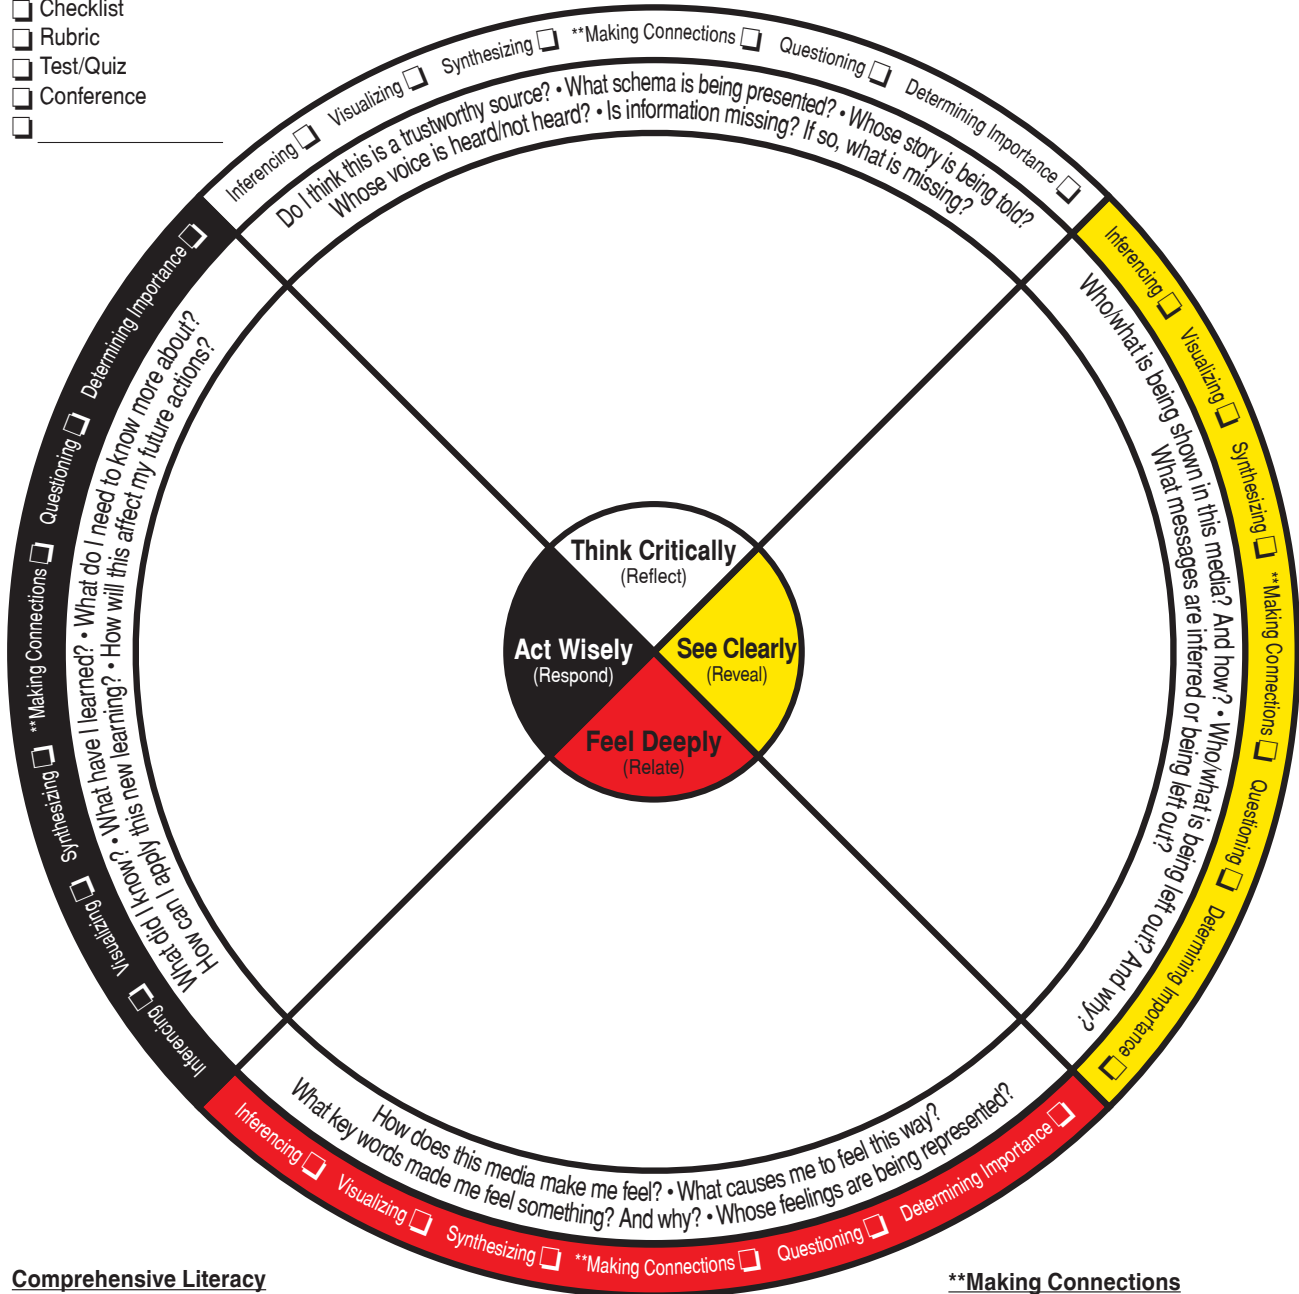 ❏ Checklist
❏ Rubric
❏ Test/Quiz
❏ Conference
❏ ____________________
Inferencing ❏ Visualizing ❏ Synthesizing ❏ **Making Connections ❏ Questioning ❏ Determining Importance ❏
Do I think this is a trustworthy source? • What schema is being presented? • Whose story is being told?
Whose voice is heard/not heard? • Is information missing? If so, what is missing?
Inferencing ❏ Visualizing ❏ Synthesizing ❏ **Making Connections ❏ Questioning ❏ Determining Importance ❏
Who/what is being shown in this media? And how? • Who/what is being left out? And why?
What messages are inferred or being left out?
Inferencing ❏ Visualizing ❏ Synthesizing ❏ **Making Connections ❏ Questioning ❏ Determining Importance ❏
What did I know? • What have I learned? • What do I need to know more about?
How can I apply this new learning? • How will this affect my future actions?
Think Critically
(Reflect)
Act Wisely
(Respond)
See Clearly
(Reveal)
Feel Deeply
(Relate)
How does this media make me feel? • What causes me to feel this way?
What key words made me feel something? And why? • Whose feelings are being represented?
Inferencing ❏ Visualizing ❏ Synthesizing ❏ **Making Connections ❏ Questioning ❏ Determining Importance ❏
Comprehensive Literacy
**Making Connections